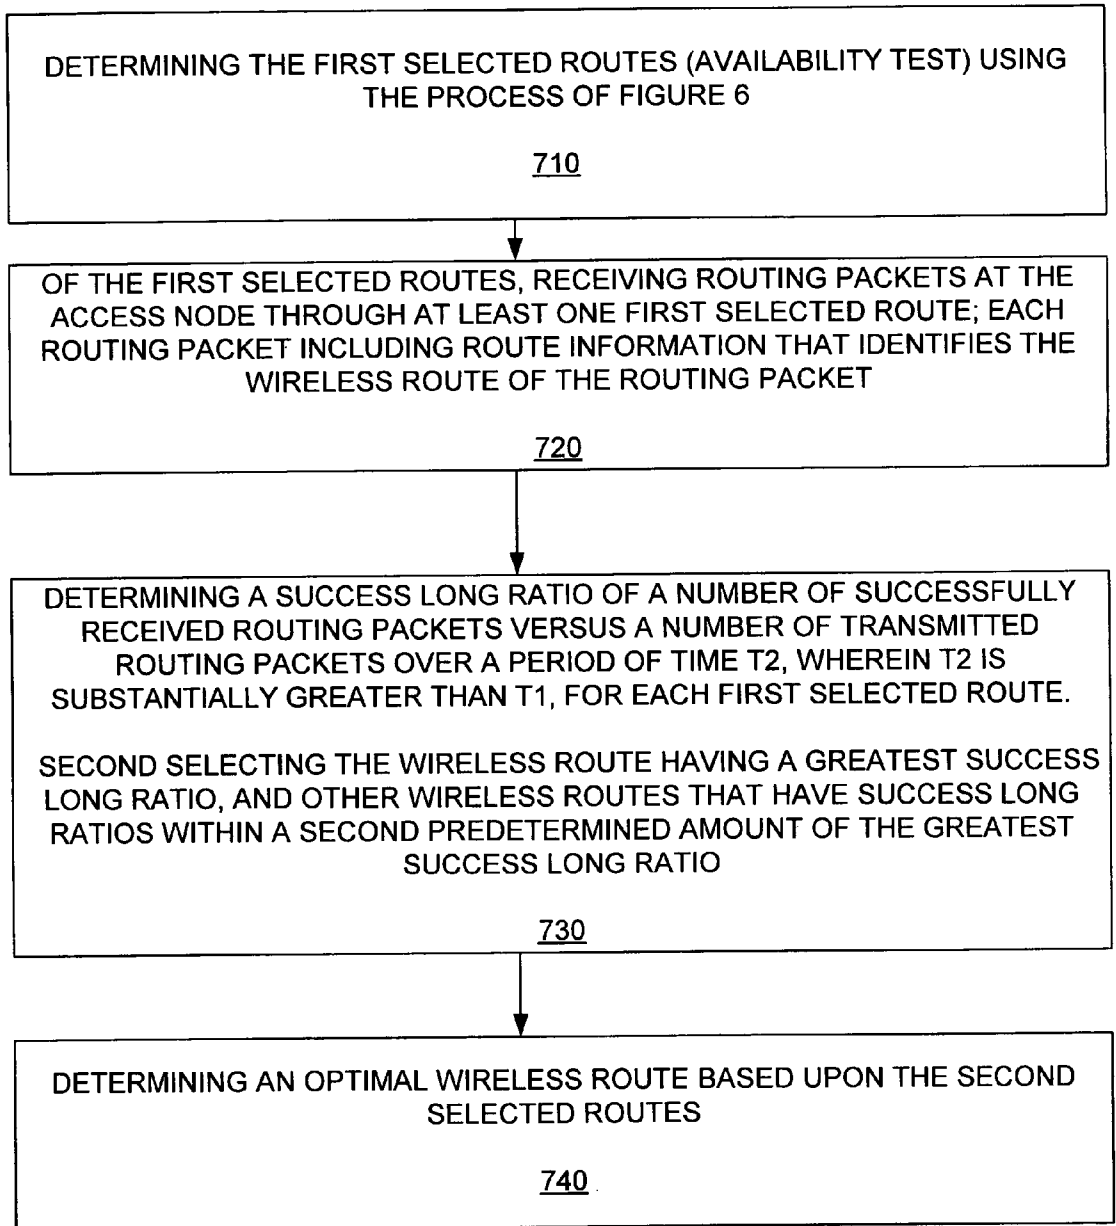 DETERMINING THE FIRST SELECTED ROUTES (AVAILABILITY TEST) USING
THE PROCESS OF FIGURE 6
710
OF THE FIRST SELECTED ROUTES, RECEIVING ROUTING PACKETS AT THE
ACCESS NODE THROUGH AT LEAST ONE FIRST SELECTED ROUTE; EACH
ROUTING PACKET INCLUDING ROUTE INFORMATION THAT IDENTIFIES THE
WIRELESS ROUTE OF THE ROUTING PACKET
720
DETERMINING A SUCCESS LONG RATIO OF A NUMBER OF SUCCESSFULLY
RECEIVED ROUTING PACKETS VERSUS A NUMBER OF TRANSMITTED
ROUTING PACKETS OVER A PERIOD OF TIME T2, WHEREIN T2 IS
SUBSTANTIALLY GREATER THAN T1, FOR EACH FIRST SELECTED ROUTE.
SECOND SELECTING THE WIRELESS ROUTE HAVING A GREATEST SUCCESS
LONG RATIO, AND OTHER WIRELESS ROUTES THAT HAVE SUCCESS LONG
RATIOS WITHIN A SECOND PREDETERMINED AMOUNT OF THE GREATEST
SUCCESS LONG RATIO
730
DETERMINING AN OPTIMAL WIRELESS ROUTE BASED UPON THE SECOND
SELECTED ROUTES
740